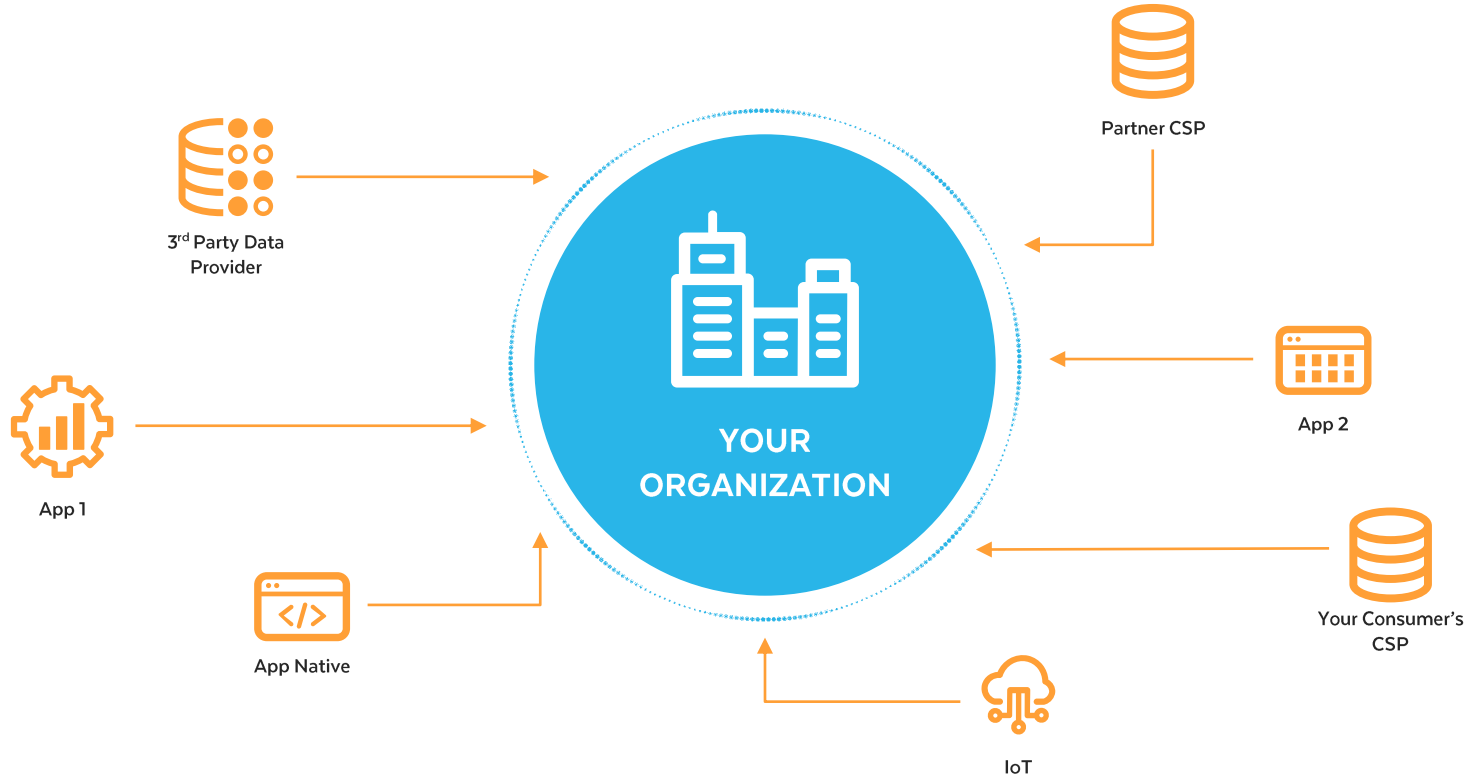 Partner CSP
3rd Party Data
Provider
App 2
YOUR
ORGANIZATION
App 1
Your Consumer's
CSP
App Native
IoT